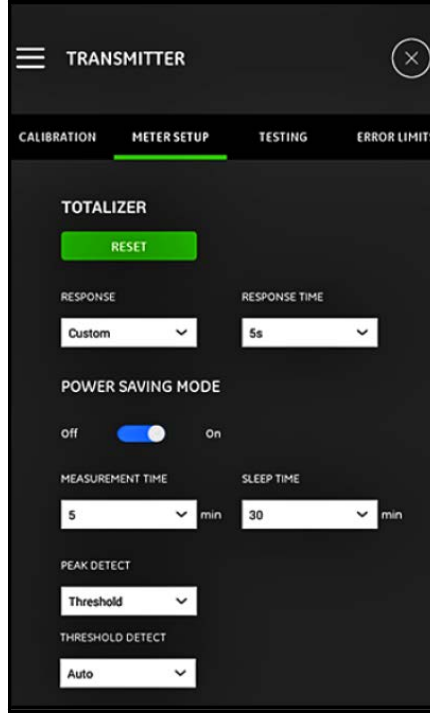 TRANSMITTER
CALIBRATION METER SETUP TESTING ERROR LIMITS
TOTALIZER
RESET
RESPONSE RESPONSE TIME
Custom 5s
POWER SAVING MODE
Off On
MEASUREMENT TIME SLEEP TIME
5 min 30 min
PEAK DETECT
Threshold
THRESHOLD DETECT
Auto